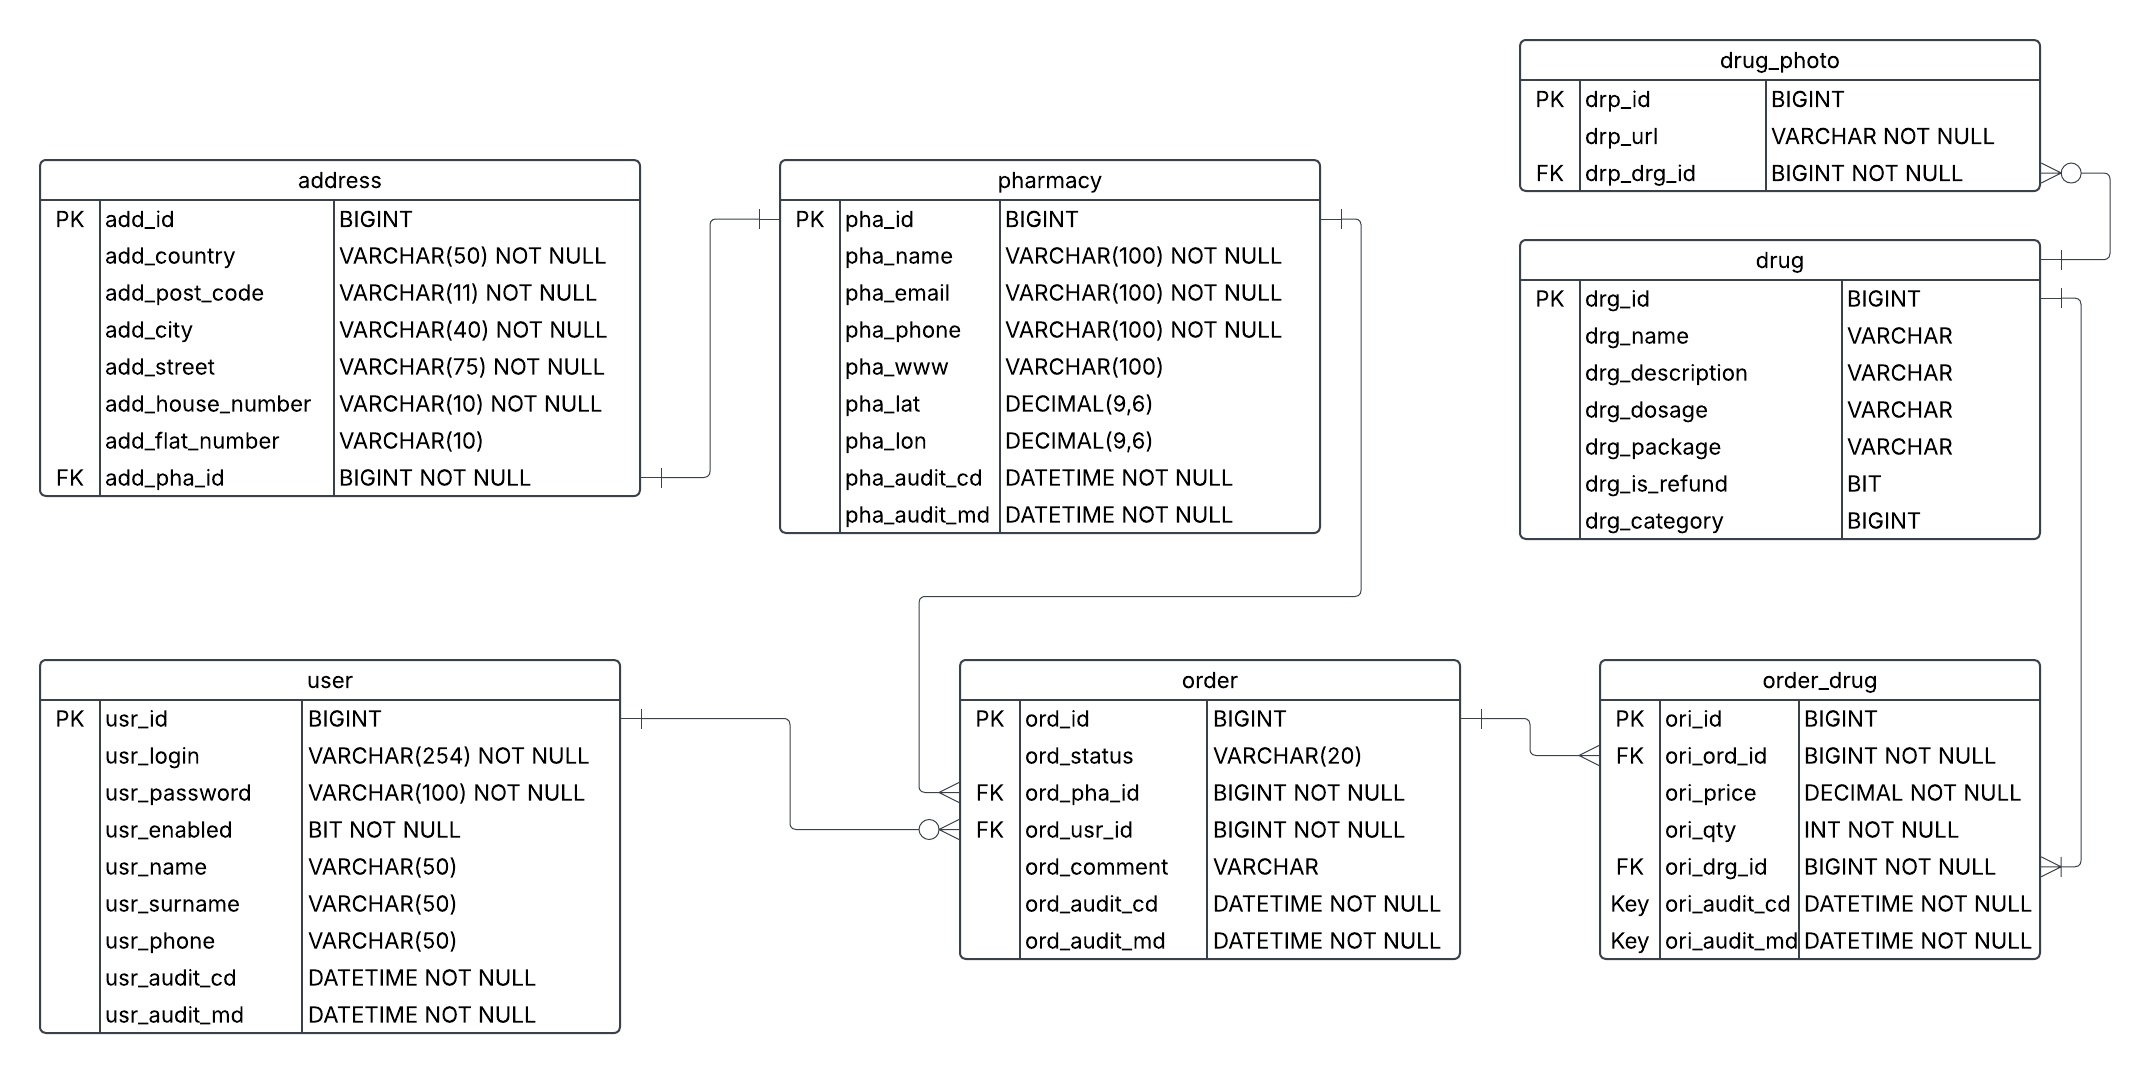 drug_photo
PK drp_id BIGINT
drp_url VARCHAR NOT NULL
FK drp_drg_id BIGINT NOT NULL
address
PK add_id BIGINT
add_country VARCHAR(50) NOT NULL
add_post_code VARCHAR(11) NOT NULL
add_city VARCHAR(40) NOT NULL
add_street VARCHAR(75) NOT NULL
add_house_number VARCHAR(10) NOT NULL
add_flat_number VARCHAR(10)
FK add_pha_id BIGINT NOT NULL
pharmacy
PK pha_id BIGINT
pha_name VARCHAR(100) NOT NULL
pha_email VARCHAR(100) NOT NULL
pha_phone VARCHAR(100) NOT NULL
pha_www VARCHAR(100)
pha_lat DECIMAL(9,6)
pha_lon DECIMAL(9,6)
pha_audit_cd DATETIME NOT NULL
pha_audit_md DATETIME NOT NULL
drug
PK drg_id BIGINT
drg_name VARCHAR
drg_description VARCHAR
drg_dosage VARCHAR
drg_package VARCHAR
drg_is_refund BIT
drg_category BIGINT
user
PK usr_id BIGINT
usr_login VARCHAR(254) NOT NULL
usr_password VARCHAR(100) NOT NULL
usr_enabled BIT NOT NULL
usr_name VARCHAR(50)
usr_surname VARCHAR(50)
usr_phone VARCHAR(50)
usr_audit_cd DATETIME NOT NULL
usr_audit_md DATETIME NOT NULL
order
PK ord_id BIGINT
ord_status VARCHAR(20)
FK ord_pha_id BIGINT NOT NULL
FK ord_usr_id BIGINT NOT NULL
ord_comment VARCHAR
ord_audit_cd DATETIME NOT NULL
ord_audit_md DATETIME NOT NULL
order_drug
PK ori_id BIGINT
FK ori_ord_id BIGINT NOT NULL
ori_price DECIMAL NOT NULL
ori_qty INT NOT NULL
FK ori_drg_id BIGINT NOT NULL
Key ori_audit_cd DATETIME NOT NULL
Key ori_audit_md DATETIME NOT NULL